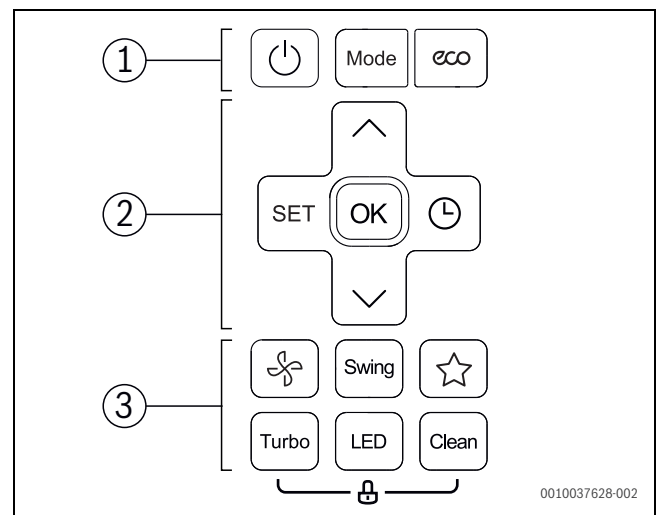 1
Mode eco
2
SET OK
3
Swing
Turbo LED Clean
0010037628-002